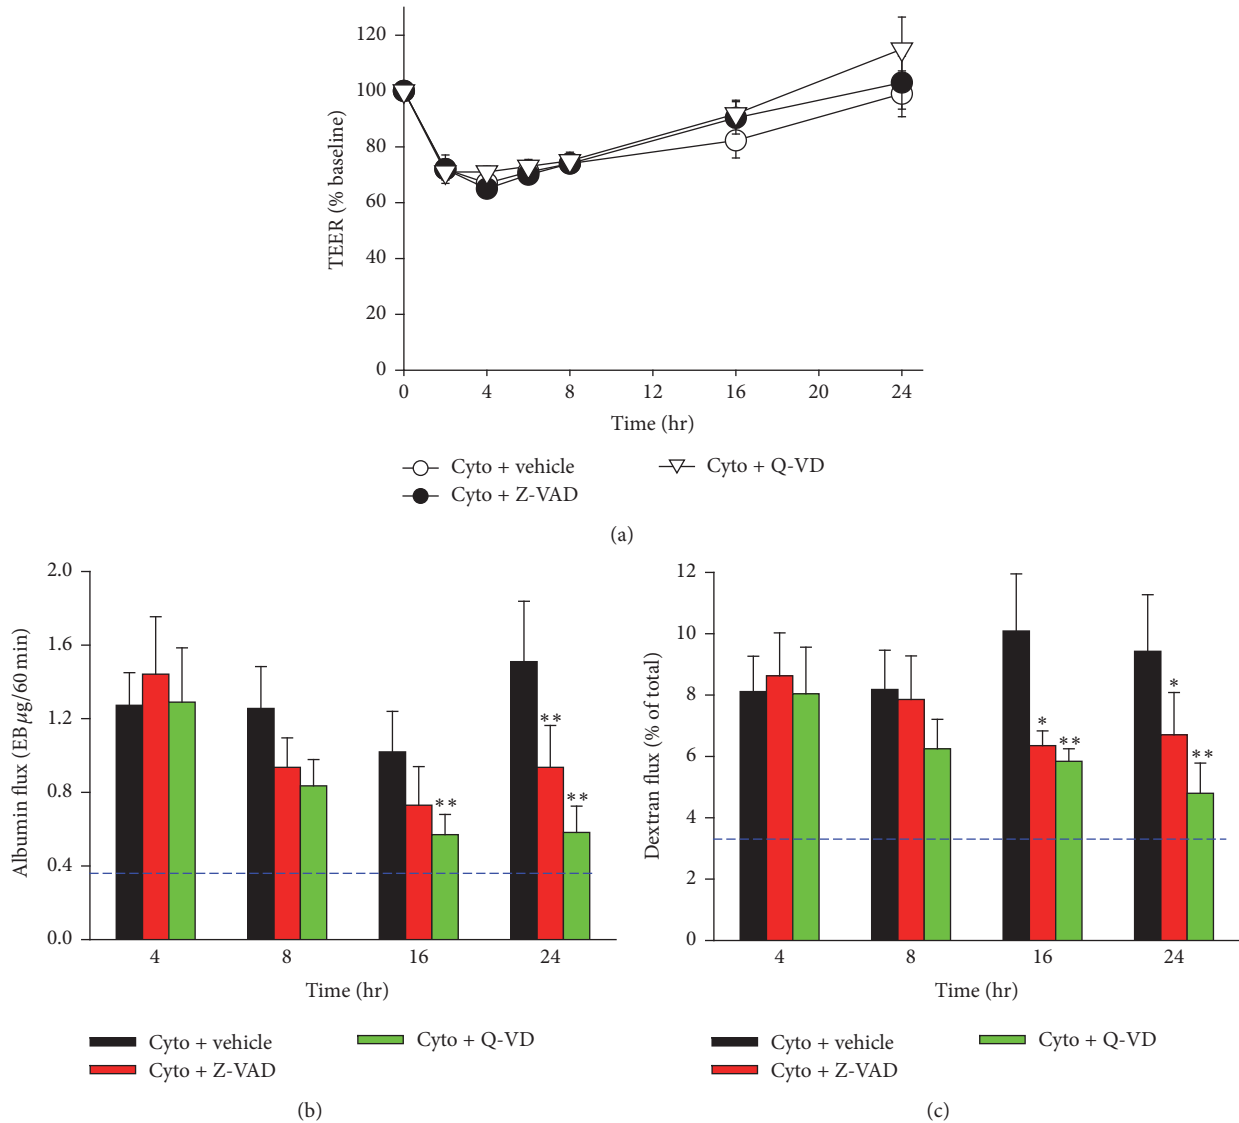 120
100
80
60
40
20
0
TEER (% baseline)
0 4 8 12 16 20 24
Time (hr)
Cyto + vehicle
Cyto + Q-VD
Cyto + Z-VAD
(a)
2.0
1.6
1.2
0.8
0.4
0.0
Albumin flux (EB μg/60 min)
**
**
**
4 8 16 24
Time (hr)
Cyto + vehicle
Cyto + Q-VD
Cyto + Z-VAD
(b)
12
10
8
6
4
2
0
Dextran flux (% of total)
*
**
*
**
4 8 16 24
Time (hr)
Cyto + vehicle
Cyto + Q-VD
Cyto + Z-VAD
(c)